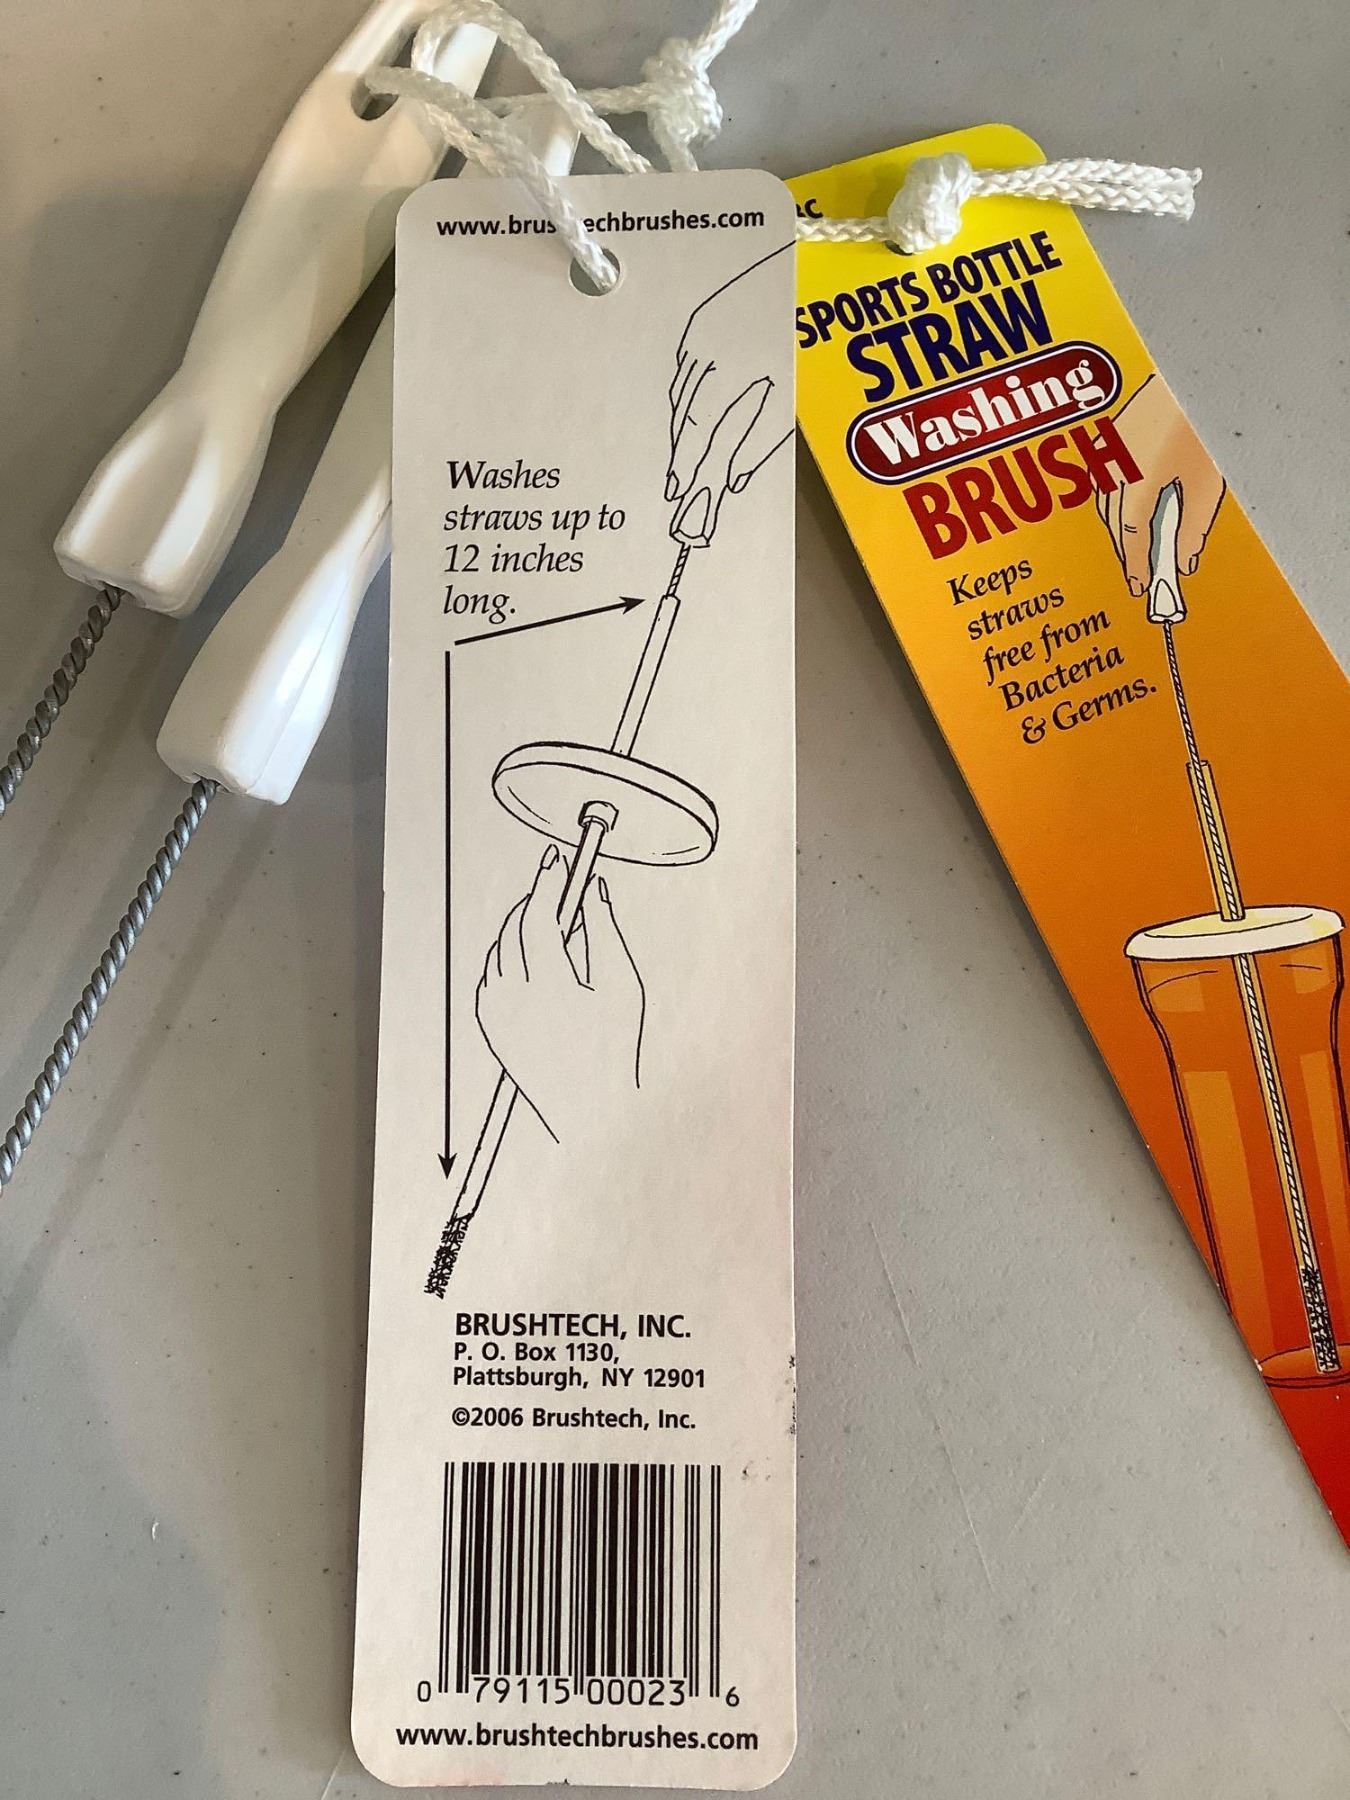 www.brus echbrushes.com
Washes
straws up to
12 inches
long.
BRUSHTECH, INC.
P. O. Box 1130,
Plattsburgh, NY 12901
©2006 Brushtech, Inc.
0 79115 00023 6
www.brushtechbrushes.com
C
SPORTS BOTTLE
STRAW
Washing
BRUSH
Keeps
straws
free from
Bacteria
& Germs.